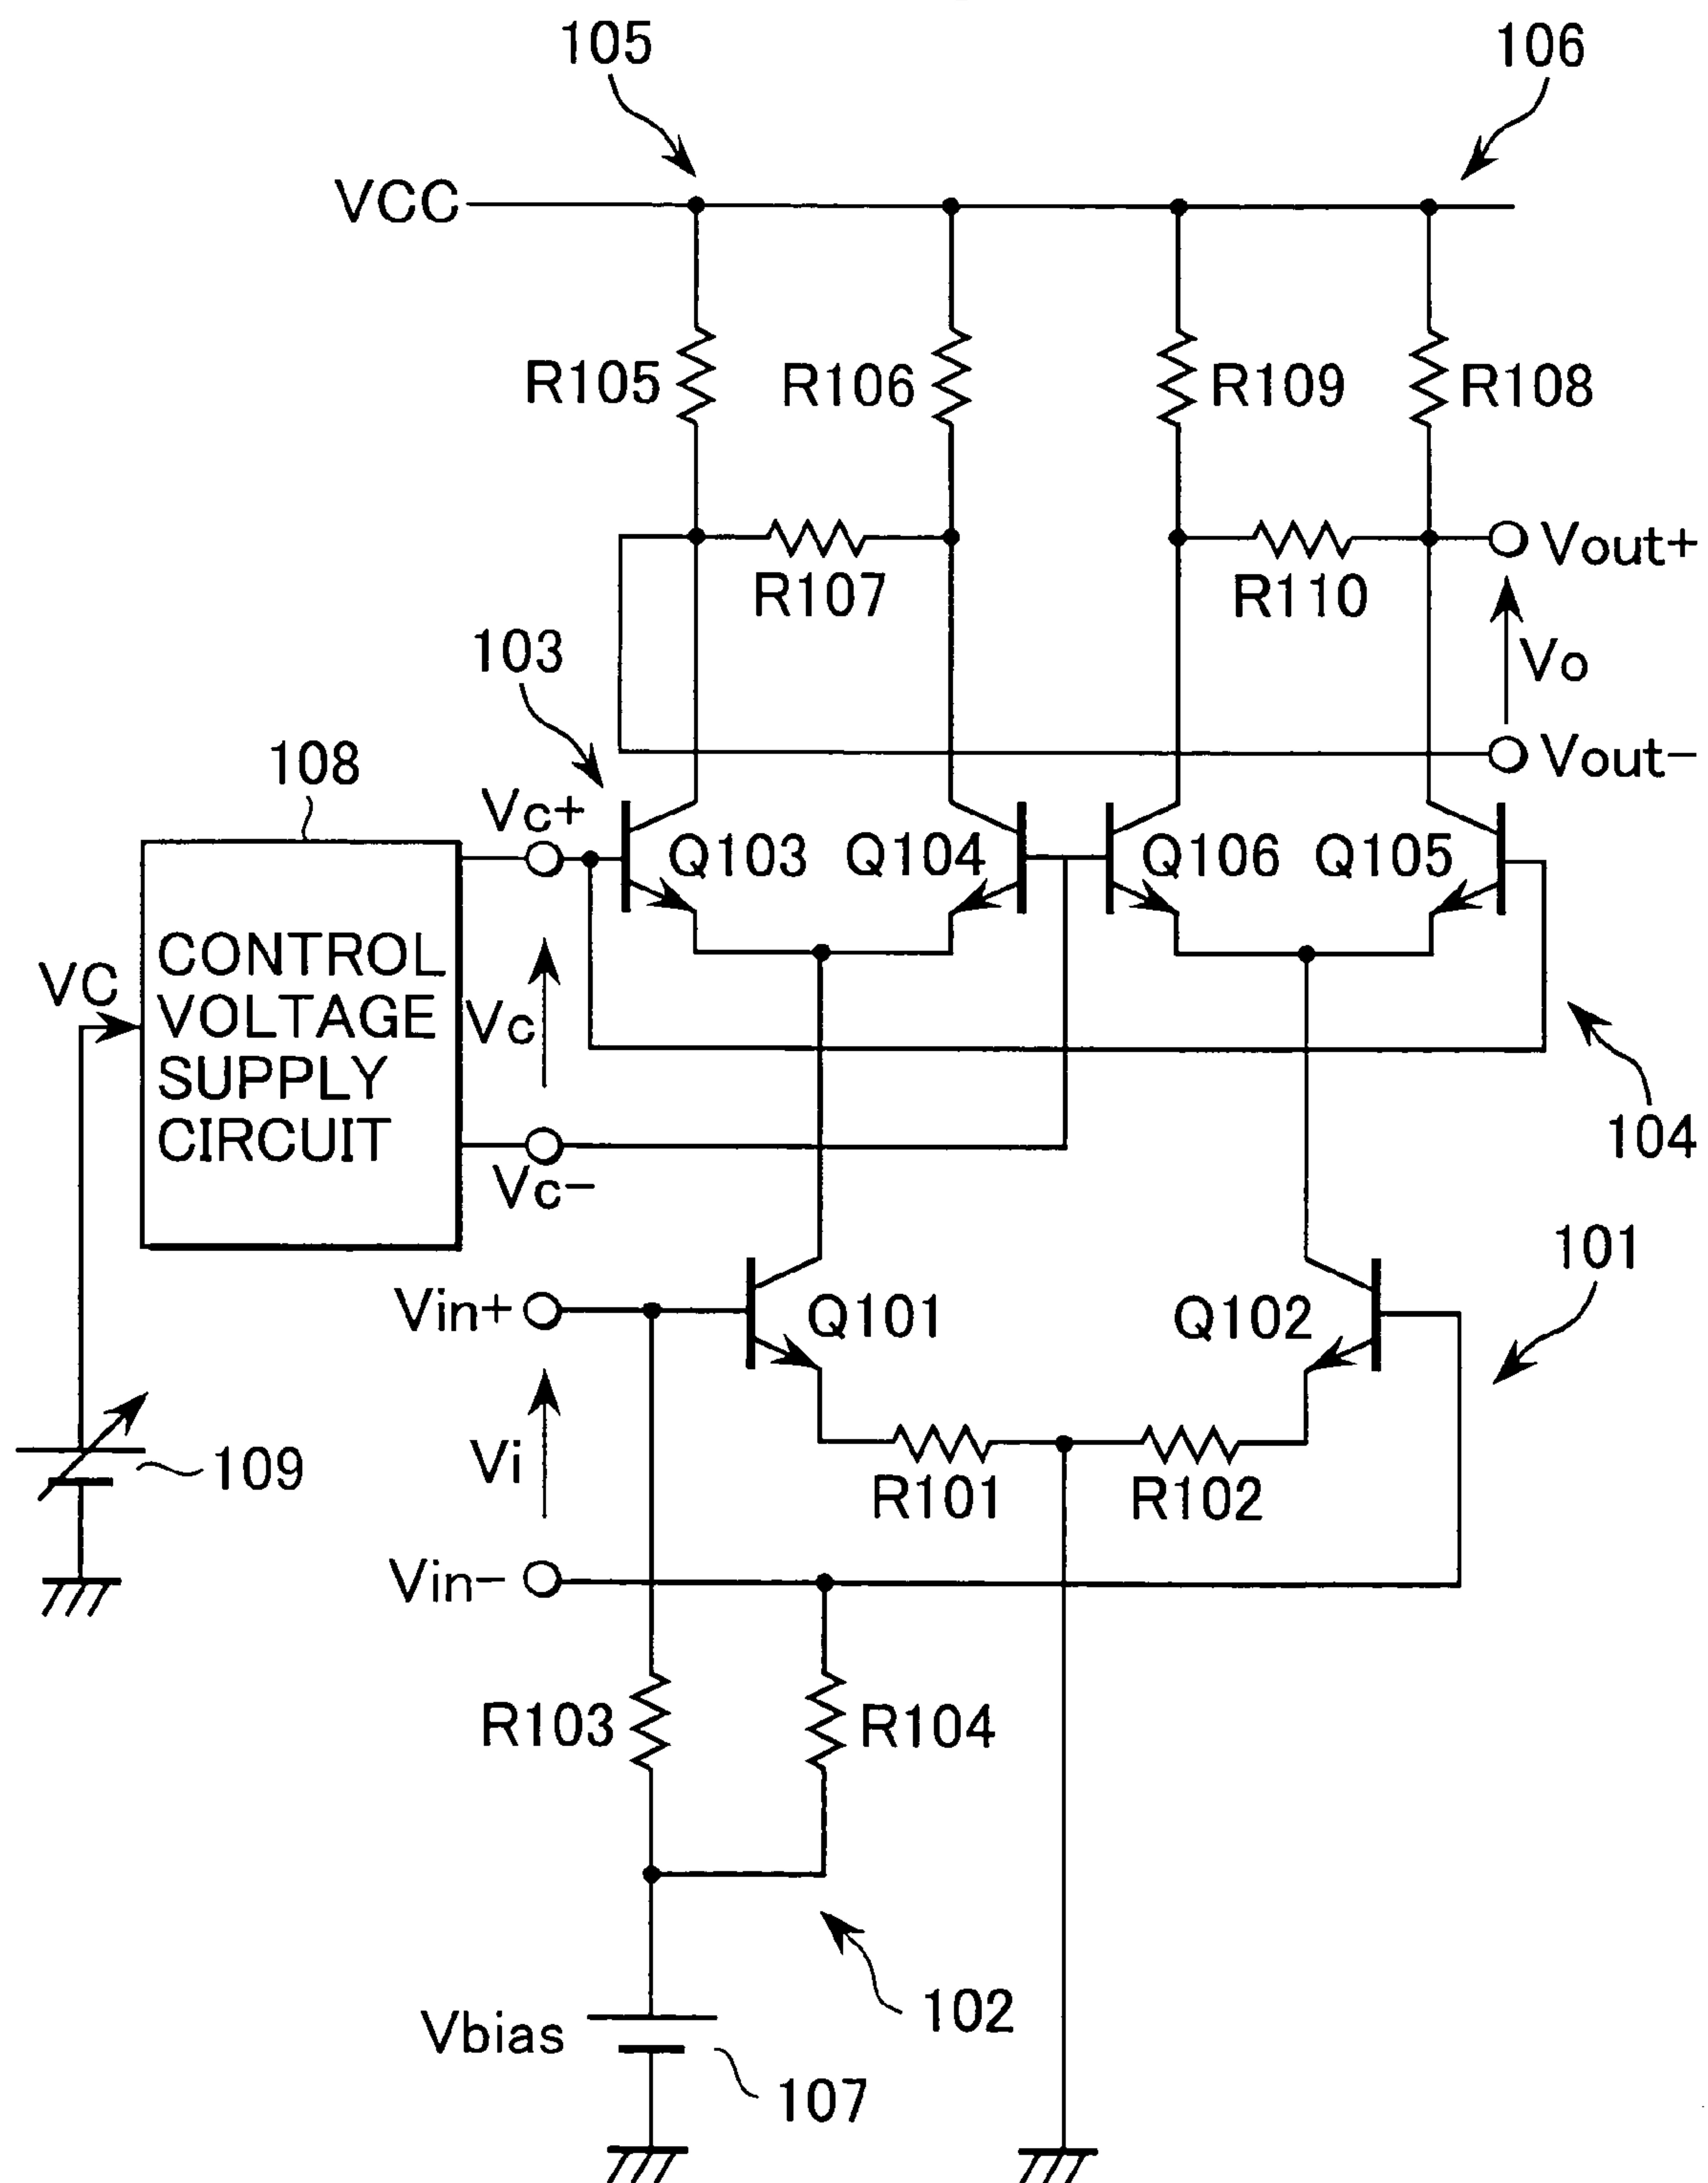 105
106
VCC
R105
R106
R109
R108
Vout+
R107
R110
103
Vo
108
Vout-
Vc+
Q103
Q104
Q106
Q105
CONTROL
VOLTAGE
SUPPLY
CIRCUIT
VC
Vc
104
Vc-
101
Vin+
Q101
Q102
Vi
109
R101
R102
Vin-
R103
R104
102
Vbias
107